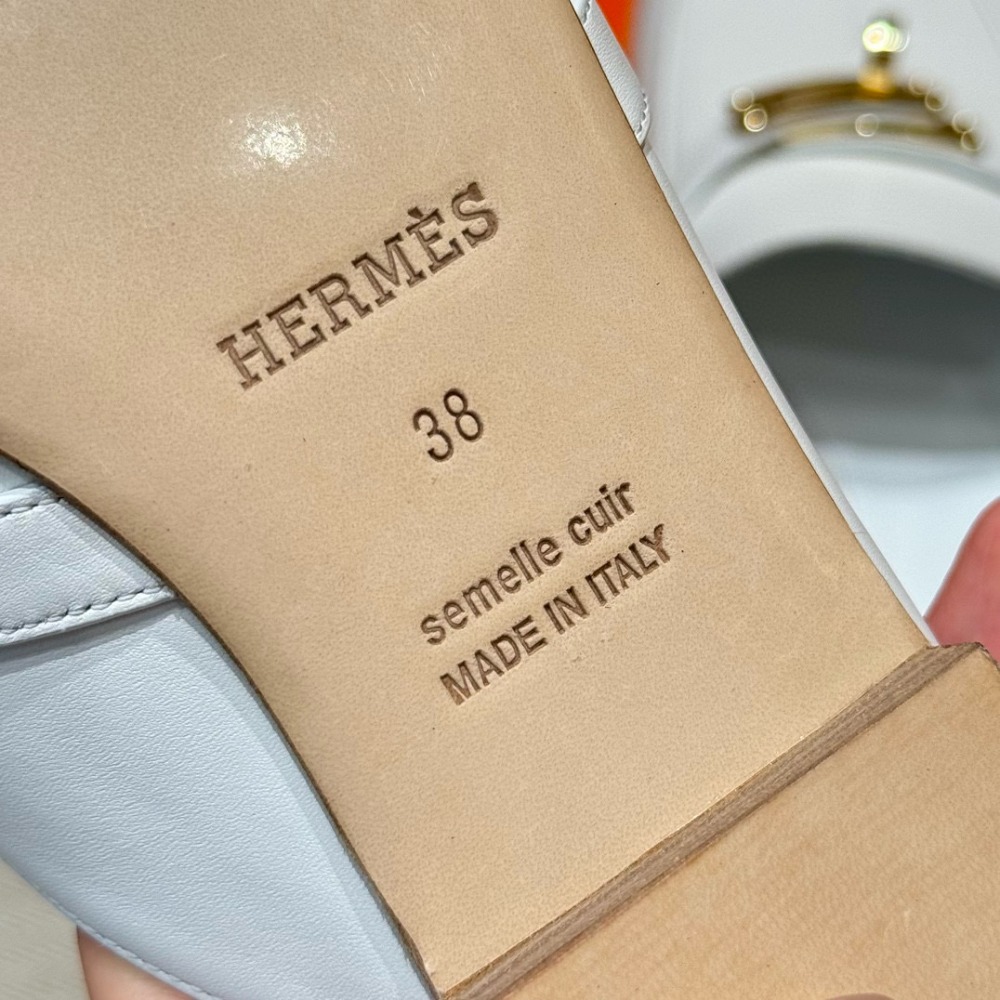 HERMÈS
38
semelle cuir
MADE IN ITALY